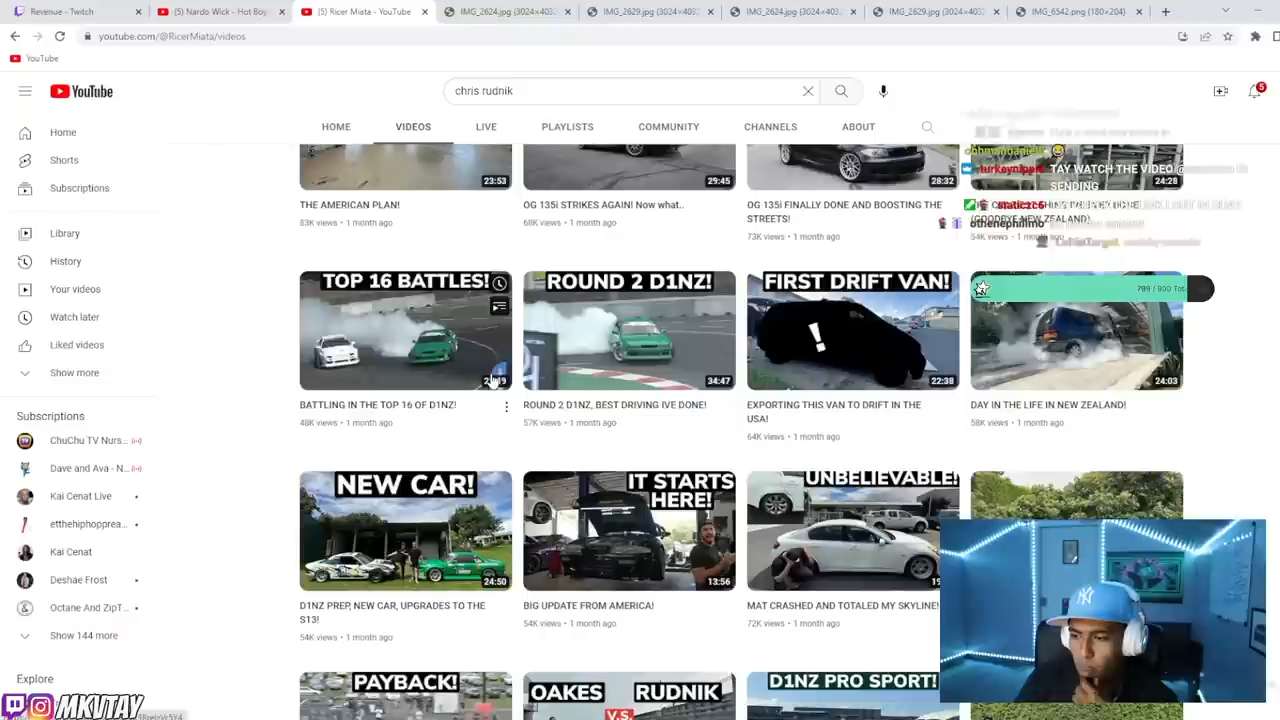 Revenue - Twitch
(5) Nardo Wick - Hot Boy
(5) Ricer Miata - YouTube
IMG_2624.jpg (3024×403
IMG_2629.jpg (3024×403
IMG_2624.jpg (3024×403
IMG_2629.jpg (3024×403
IMG_6542.png (180×204)
youtube.com/@RicerMiata/videos
YouTube
YouTube
chris rudnik
5
HOME
VIDEOS
LIVE
PLAYLISTS
COMMUNITY
CHANNELS
ABOUT
Home
Shorts
Subscriptions
Library
History
Your videos
Watch later
Liked videos
Show more
Subscriptions
ChuChu TV Nurs...
Dave and Ava - N...
Kai Cenat Live
etthehiphopprea...
Kai Cenat
Deshae Frost
Octane And ZipT...
Show 144 more
Explore
23:53
THE AMERICAN PLAN!
83K views • 1 month ago
29:45
OG 135i STRIKES AGAIN! Now what..
68K views • 1 month ago
28:32
OG 135i FINALLY DONE AND BOOSTING THE
STREETS!
73K views • 1 month ago
24:28
(GOODBYE NEW ZEALAND)
54K views • 1 month ago
turkeynipple TAY WATCH THE VIDEO
SENDING
othenephilimo
799 / 900
TOP 16 BATTLES!
BATTLING IN THE TOP 16 OF D1NZ!
48K views • 1 month ago
ROUND 2 D1NZ!
34:47
ROUND 2 D1NZ, BEST DRIVING IVE DONE!
57K views • 1 month ago
FIRST DRIFT VAN!
!
22:38
EXPORTING THIS VAN TO DRIFT IN THE
USA!
64K views • 1 month ago
24:03
DAY IN THE LIFE IN NEW ZEALAND!
58K views • 1 month ago
NEW CAR!
24:50
D1NZ PREP, NEW CAR, UPGRADES TO THE
S13!
54K views • 1 month ago
IT STARTS
HERE!
13:56
BIG UPDATE FROM AMERICA!
54K views • 1 month ago
UNBELIEVABLE!
MAT CRASHED AND TOTALED MY SKYLINE!
72K views • 1 month ago
PAYBACK!
OAKES
RUDNIK
V.S.
D1NZ PRO SPORT!
MKVTAY
NY